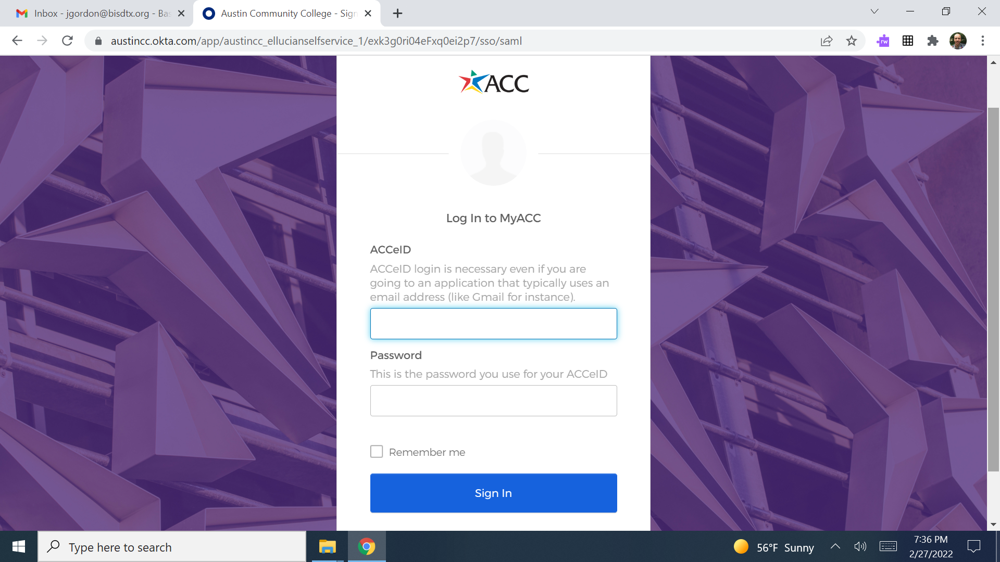 Inbox - jgordon@bisdtx.org - Bas
Austin Community College - Sign
austincc.okta.com/app/austincc_ellucianselfservice_1/exk3g0ri04eFxq0ei2p7/sso/saml
rw
ACC
Log In to MyACC
ACCeID
ACCeID login is necessary even if you are
going to an application that typically uses an
email address (like Gmail for instance).
Password
This is the password you use for your ACCeID
Remember me
Sign In
Type here to search
56°F Sunny
7:36 PM
2/27/2022